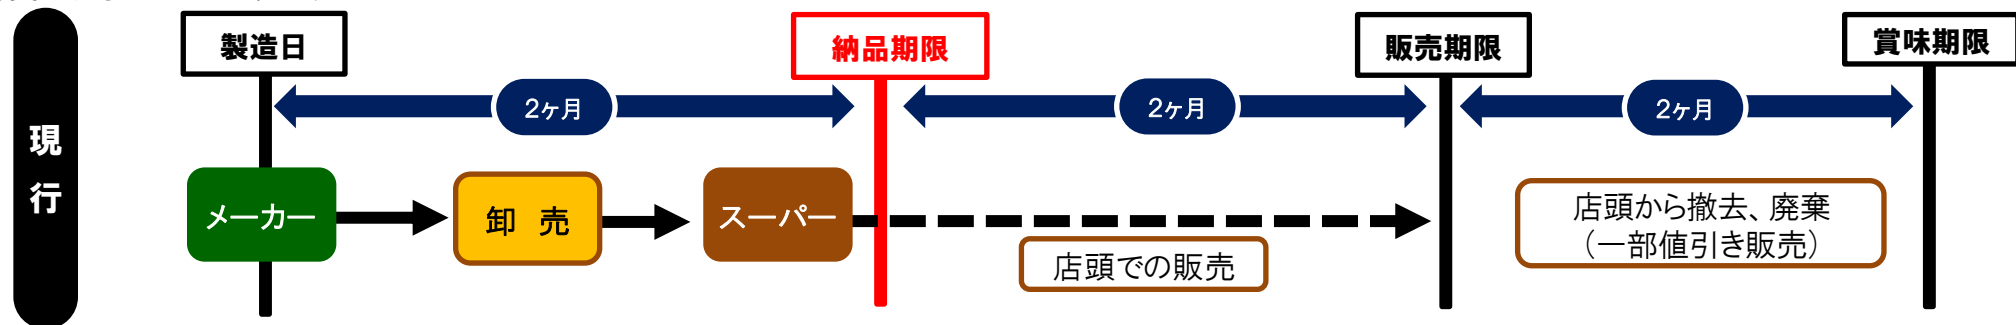 製造日
納品期限
販売期限
賞味期限
現行
2ヶ月
2ヶ月
2ヶ月
メーカー
卸 売
スーパー
店頭での販売
店頭から撤去、廃棄
（一部値引き販売）